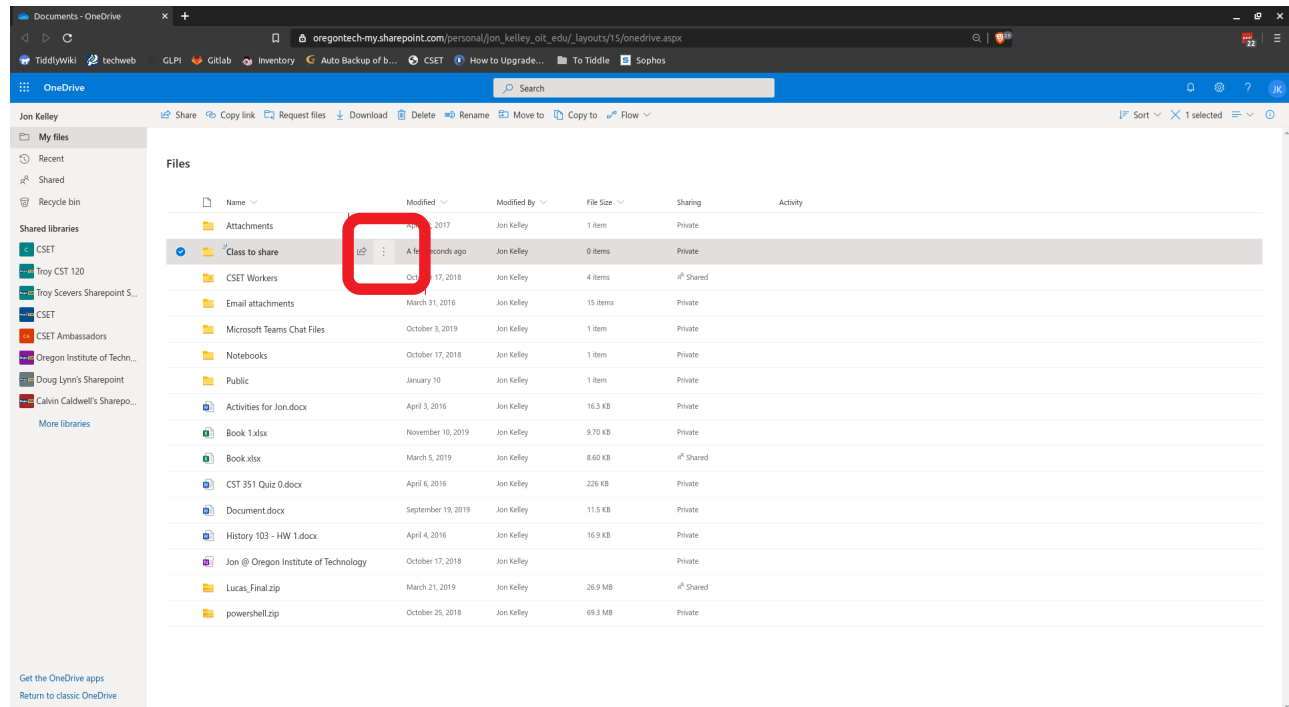 Documents - OneDrive
oregontech-my.sharepoint.com/personal/jon_kelley_oit_edu/_layouts/15/onedrive.aspx
TiddlyWiki techweb GLPI Gitlab Inventory Auto Backup of b... CSET How to Upgrade... To Tiddle Sophos
OneDrive Search ? JK
Jon Kelley Share Copy link Request files Download Delete Rename Move to Copy to Flow Sort 1 selected
My files
Recent
Shared
Recycle bin
Shared libraries
C CSET
Troy CST 120
Troy Scevers Sharepoint S...
CSET
CA CSET Ambassadors
Oregon Institute of Techn...
Doug Lynn's Sharepoint
Calvin Caldwell's Sharepo...
More libraries
Get the OneDrive apps
Return to classic OneDrive
Files
Name Modified Modified By File Size Sharing Activity
Attachments 2017 Jon Kelley 1 item Private
Class to share A few seconds ago Jon Kelley 0 items Private
CSET Workers October 17, 2018 Jon Kelley 4 items Shared
Email attachments March 31, 2016 Jon Kelley 15 items Private
Microsoft Teams Chat Files October 3, 2019 Jon Kelley 1 item Private
Notebooks October 17, 2018 Jon Kelley 1 item Private
Public January 10 Jon Kelley 1 item Private
Activities for Jon.docx April 3, 2016 Jon Kelley 16.3 KB Private
Book 1.xlsx November 10, 2019 Jon Kelley 9.70 KB Private
Book.xlsx March 5, 2019 Jon Kelley 8.60 KB Shared
CST 351 Quiz 0.docx April 6, 2016 Jon Kelley 226 KB Private
Document.docx September 19, 2019 Jon Kelley 11.5 KB Private
History 103 - HW 1.docx April 4, 2016 Jon Kelley 16.9 KB Private
Jon @ Oregon Institute of Technology October 17, 2018 Jon Kelley Private
Lucas_Final.zip March 21, 2019 Jon Kelley 26.9 MB Shared
powershell.zip October 25, 2018 Jon Kelley 69.3 MB Private